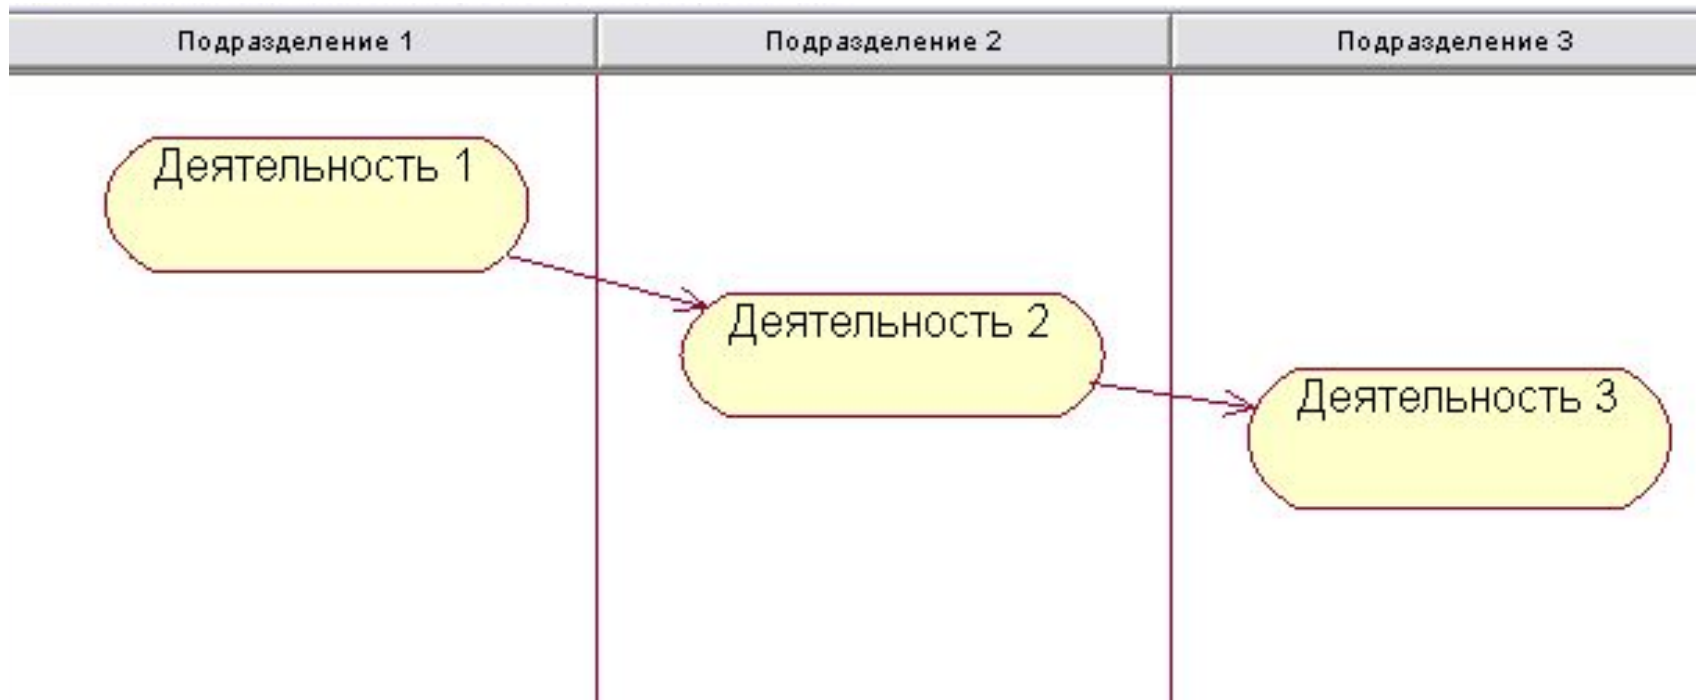 Подразделение 1
Подразделение 2
Подразделение 3
Деятельность 1
Деятельность 2
Деятельность 3